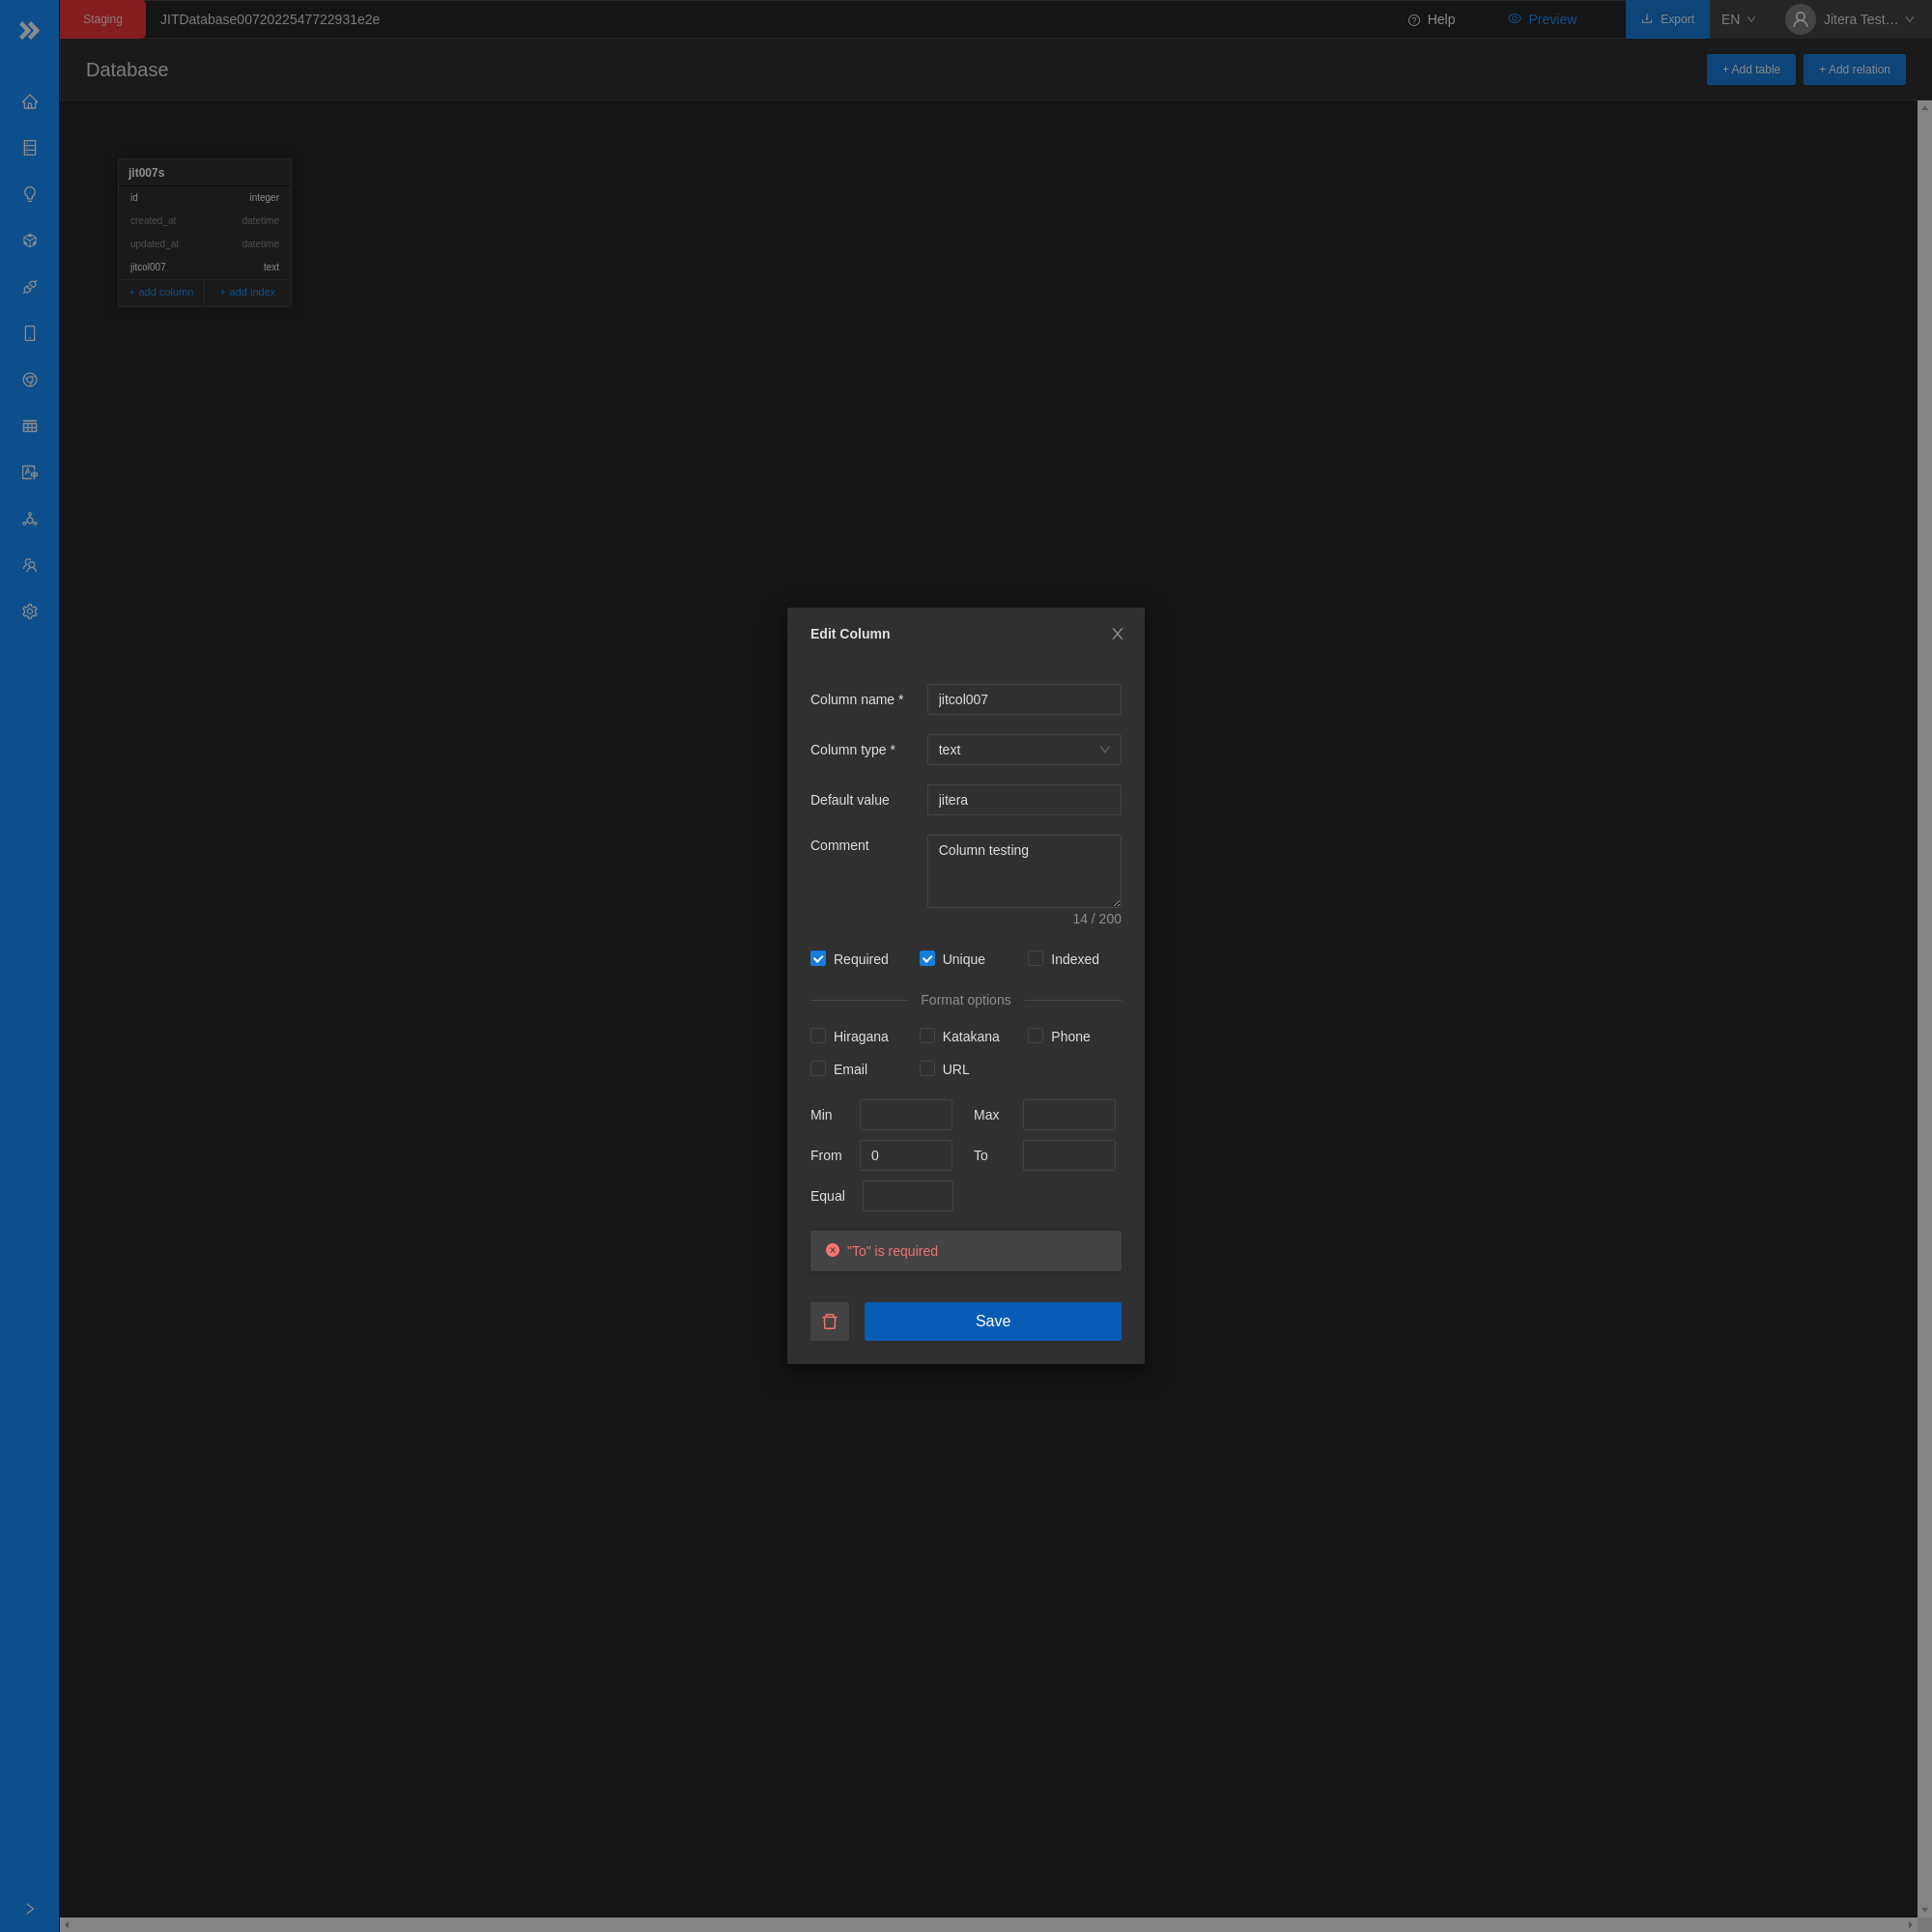 Staging JITDatabase0072022547722931e2e Help Preview Export EN Jitera Test…
Database + Add table + Add relation
jit007s
id integer
created_at datetime
updated_at datetime
jitcol007 text
+ add column + add index
Edit Column
Column name * jitcol007
Column type * text
Default value jitera
Comment Column testing
14 / 200
Required Unique Indexed
Format options
Hiragana Katakana Phone
Email URL
Min Max
From 0 To
Equal
"To" is required
Save